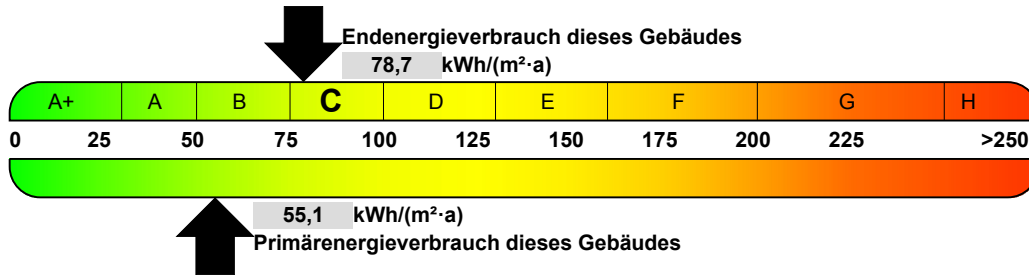 Endenergieverbrauch dieses Gebäudes
78,7 kWh/(m²·a)
A+ A B C D E F G H
0 25 50 75 100 125 150 175 200 225 >250
55,1 kWh/(m²·a)
Primärenergieverbrauch dieses Gebäudes